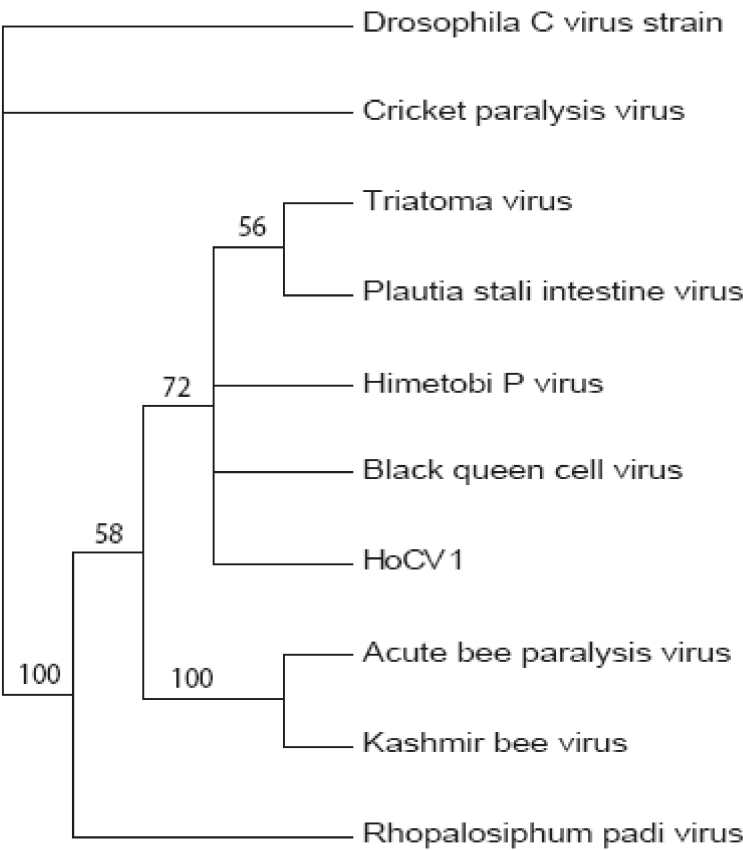 Drosophila C virus strain
Cricket paralysis virus
Triatoma virus
56
Plautia stali intestine virus
Himetobi P virus
72
Black queen cell virus
58
HoCV1
Acute bee paralysis virus
100
100
Kashmir bee virus
Rhopalosiphum padi virus